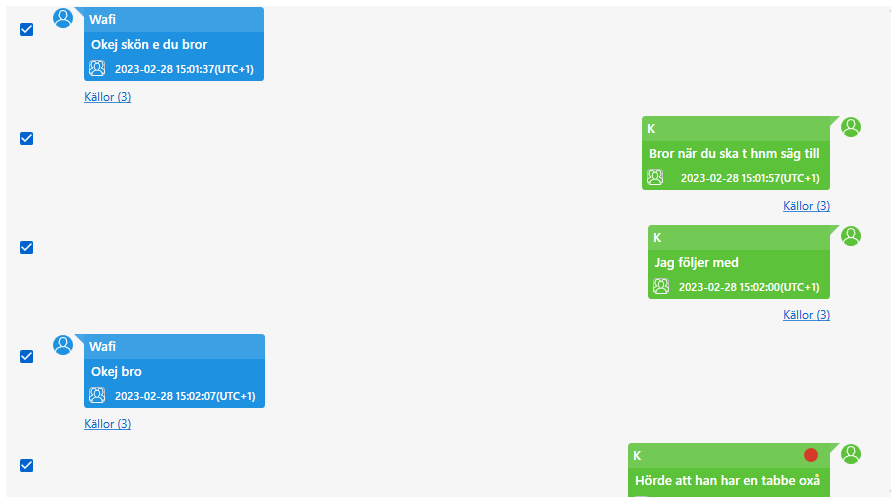 Wafi
Okej skön e du bror
2023-02-28 15:01:37(UTC+1)
Källor (3)
K
Bror när du ska t hnm säg till
2023-02-28 15:01:57(UTC+1)
Källor (3)
K
Jag följer med
2023-02-28 15:02:00(UTC+1)
Källor (3)
Wafi
Okej bro
2023-02-28 15:02:07(UTC+1)
Källor (3)
K
Hörde att han har en tabbe oxå